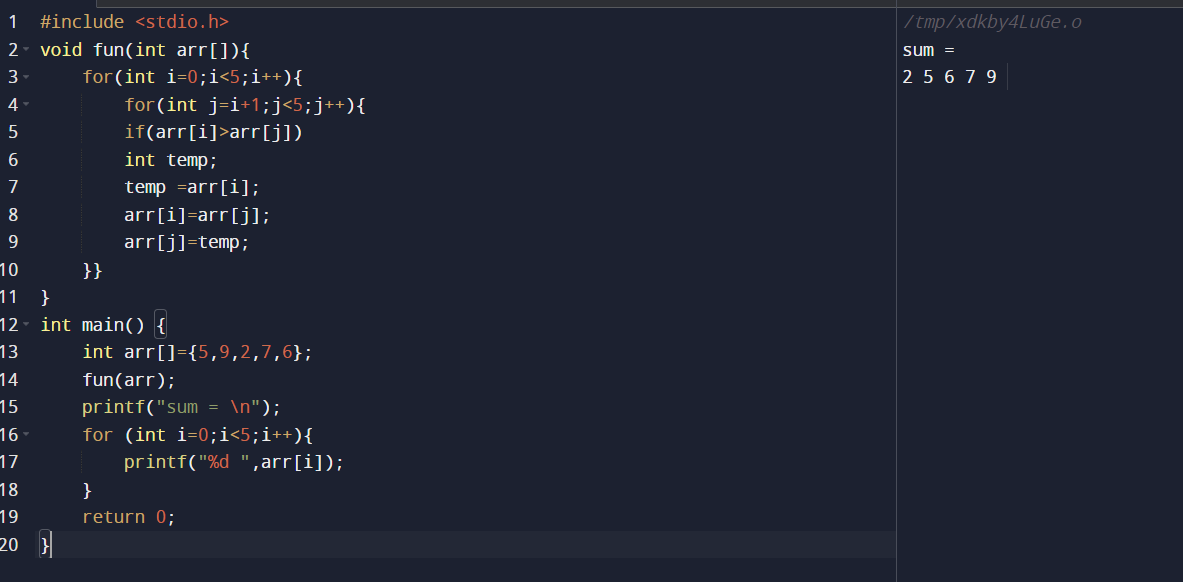 1 #include <stdio.h>
2 void fun(int arr[]){
3     for(int i=0;i<5;i++){
4         for(int j=i+1;j<5;j++){
5         if(arr[i]>arr[j])
6         int temp;
7         temp =arr[i];
8         arr[i]=arr[j];
9         arr[j]=temp;
10     }}
11 }
12 int main() {
13     int arr[]={5,9,2,7,6};
14     fun(arr);
15     printf("sum = \n");
16     for (int i=0;i<5;i++){
17         printf("%d ",arr[i]);
18     }
19     return 0;
20 }
/tmp/xdkby4LuGe.o
sum =
2 5 6 7 9